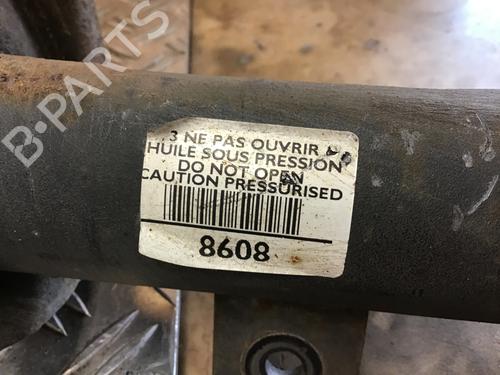 B-PARTS
3 NE PAS OUVRIR
HUILE SOUS PRESSION
DO NOT OPEN
CAUTION PRESSURISED
8608